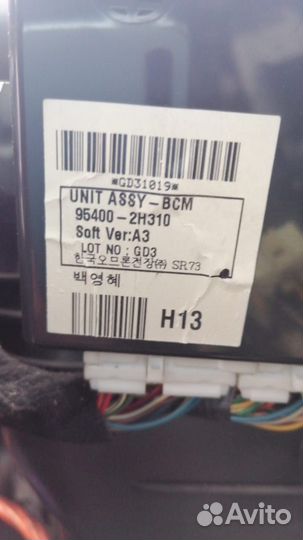 *GD31019*
UNIT ASSY-BCM
95400-2H310
Soft Ver:A3
LOT NO : GD3
한국오므론전장(주) SR73
백영혜
H13
Avito